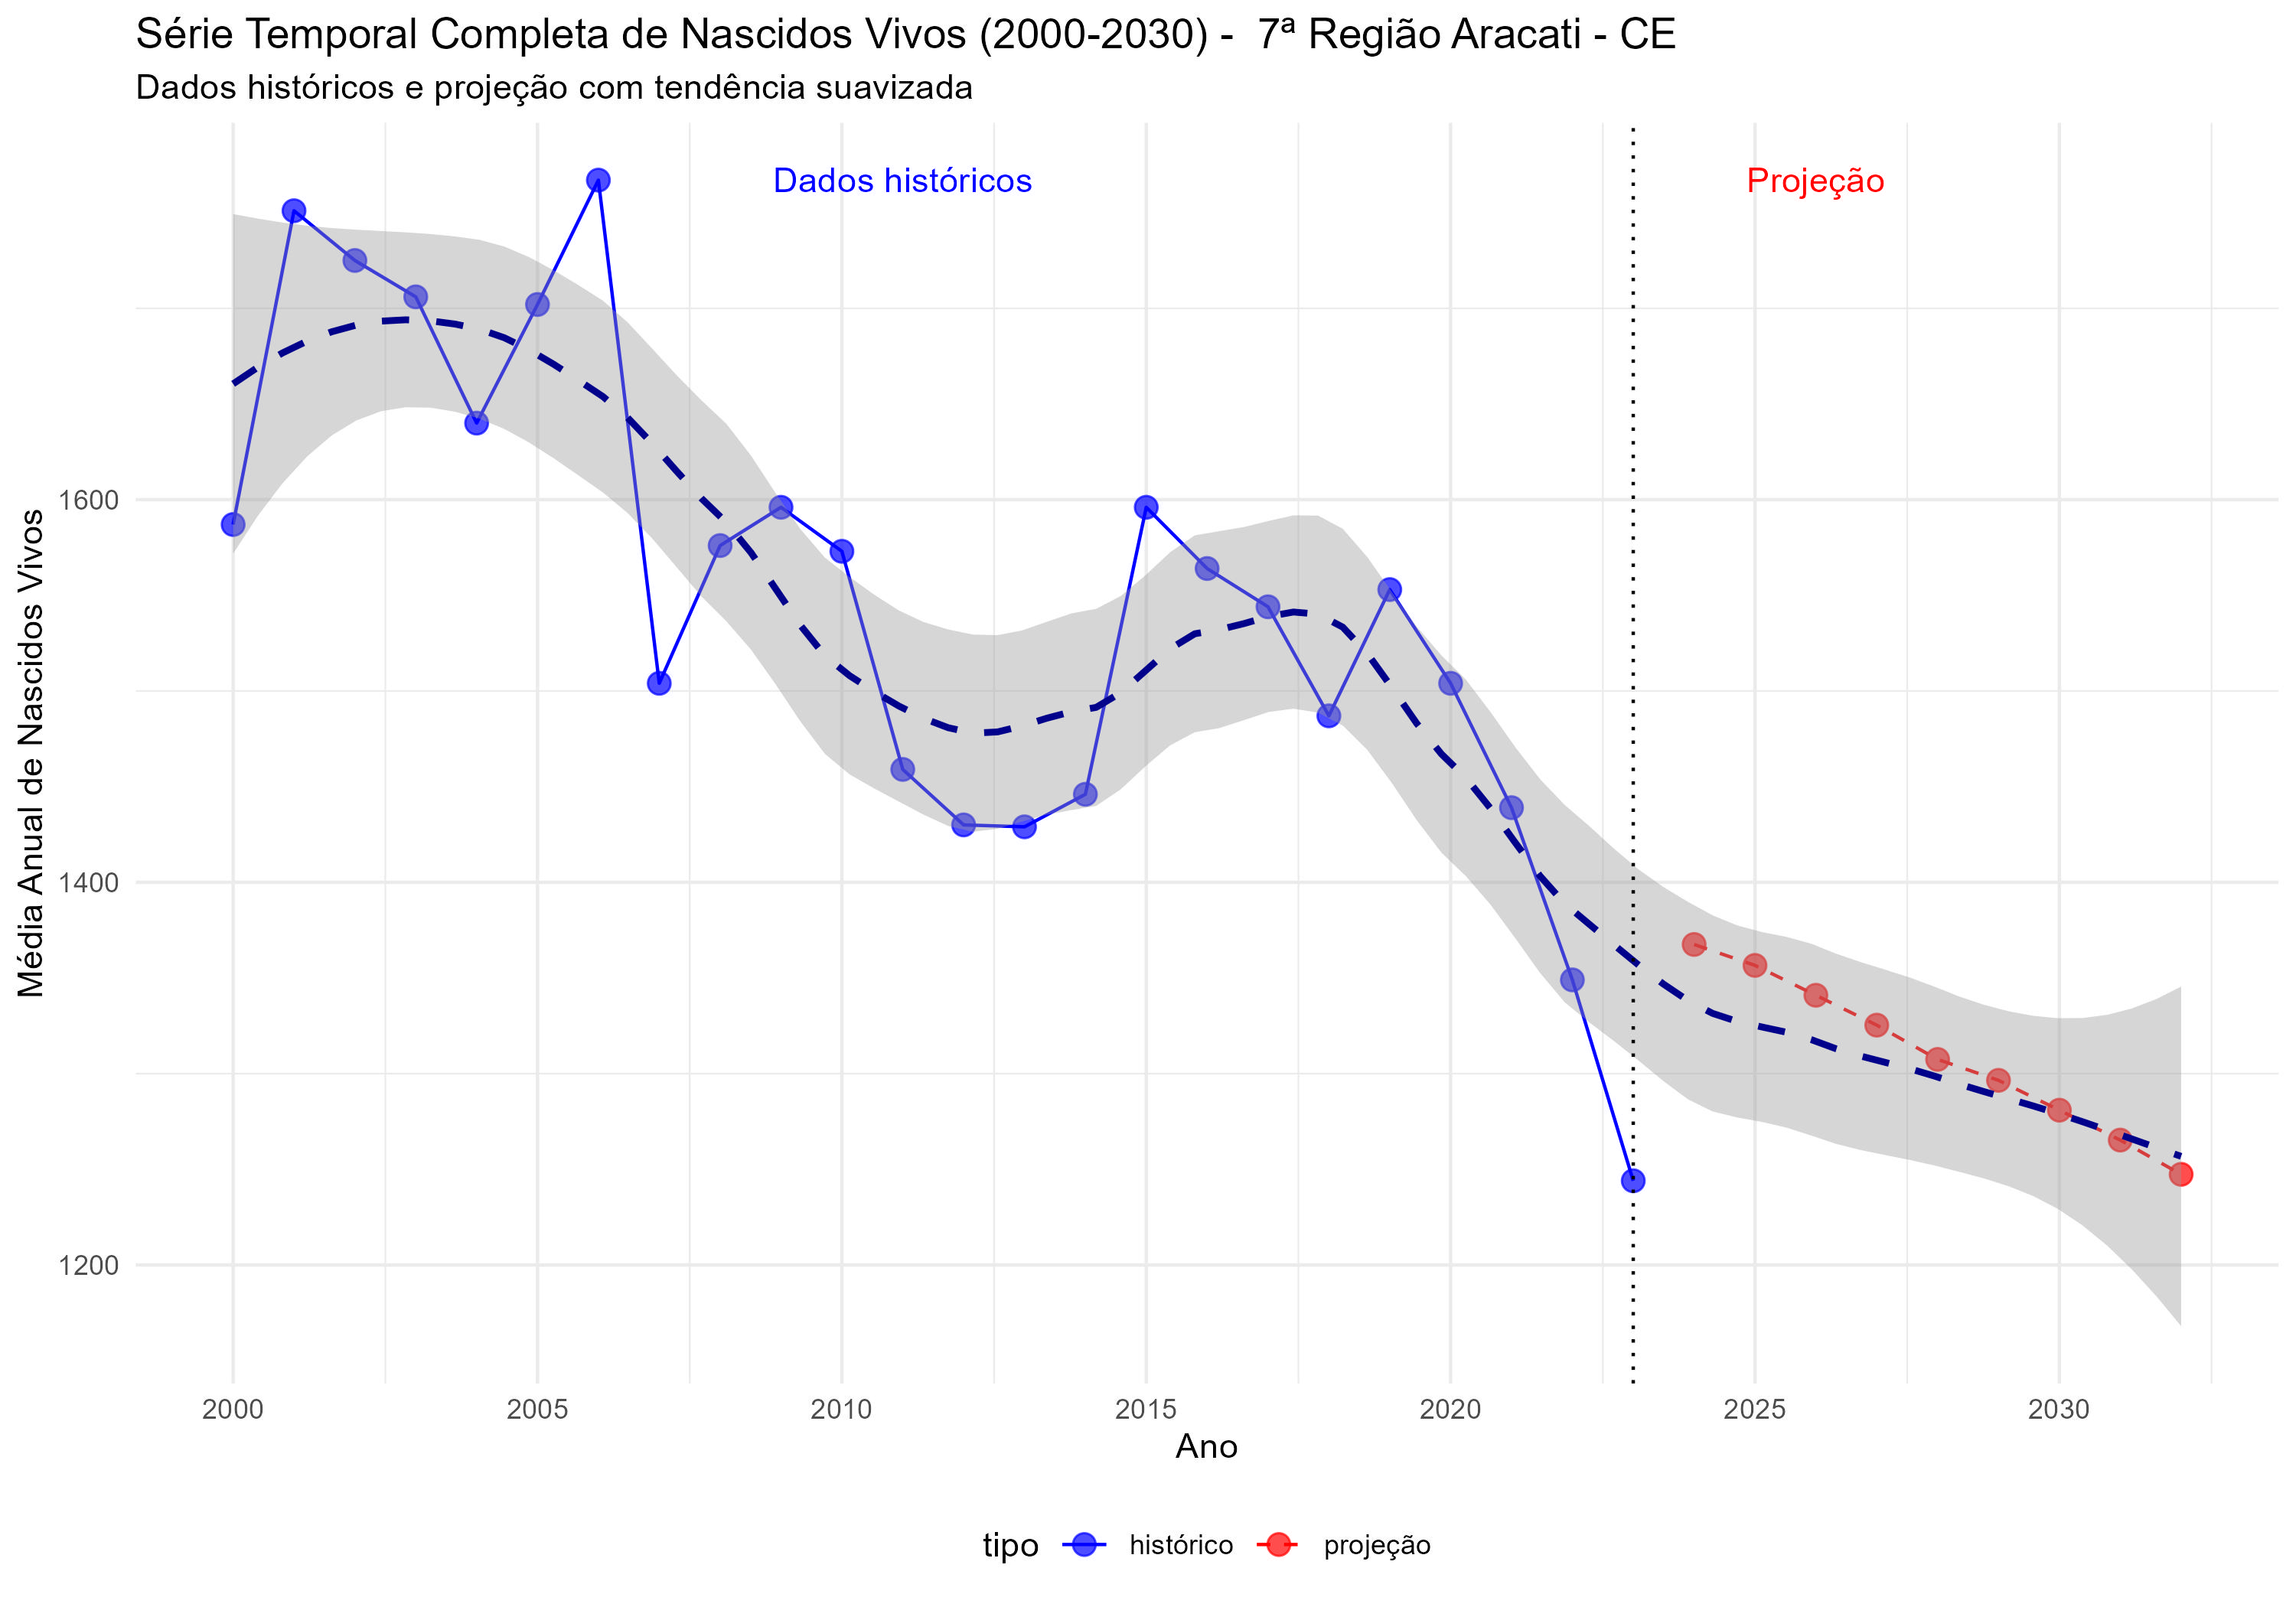 Série Temporal Completa de Nascidos Vivos (2000-2030) -  7ª Região Aracati - CE
Dados históricos e projeção com tendência suavizada
Dados históricos
Projeção
Média Anual de Nascidos Vivos
1600
1400
1200
2000
2005
2010
2015
2020
2025
2030
Ano
tipo
histórico
projeção